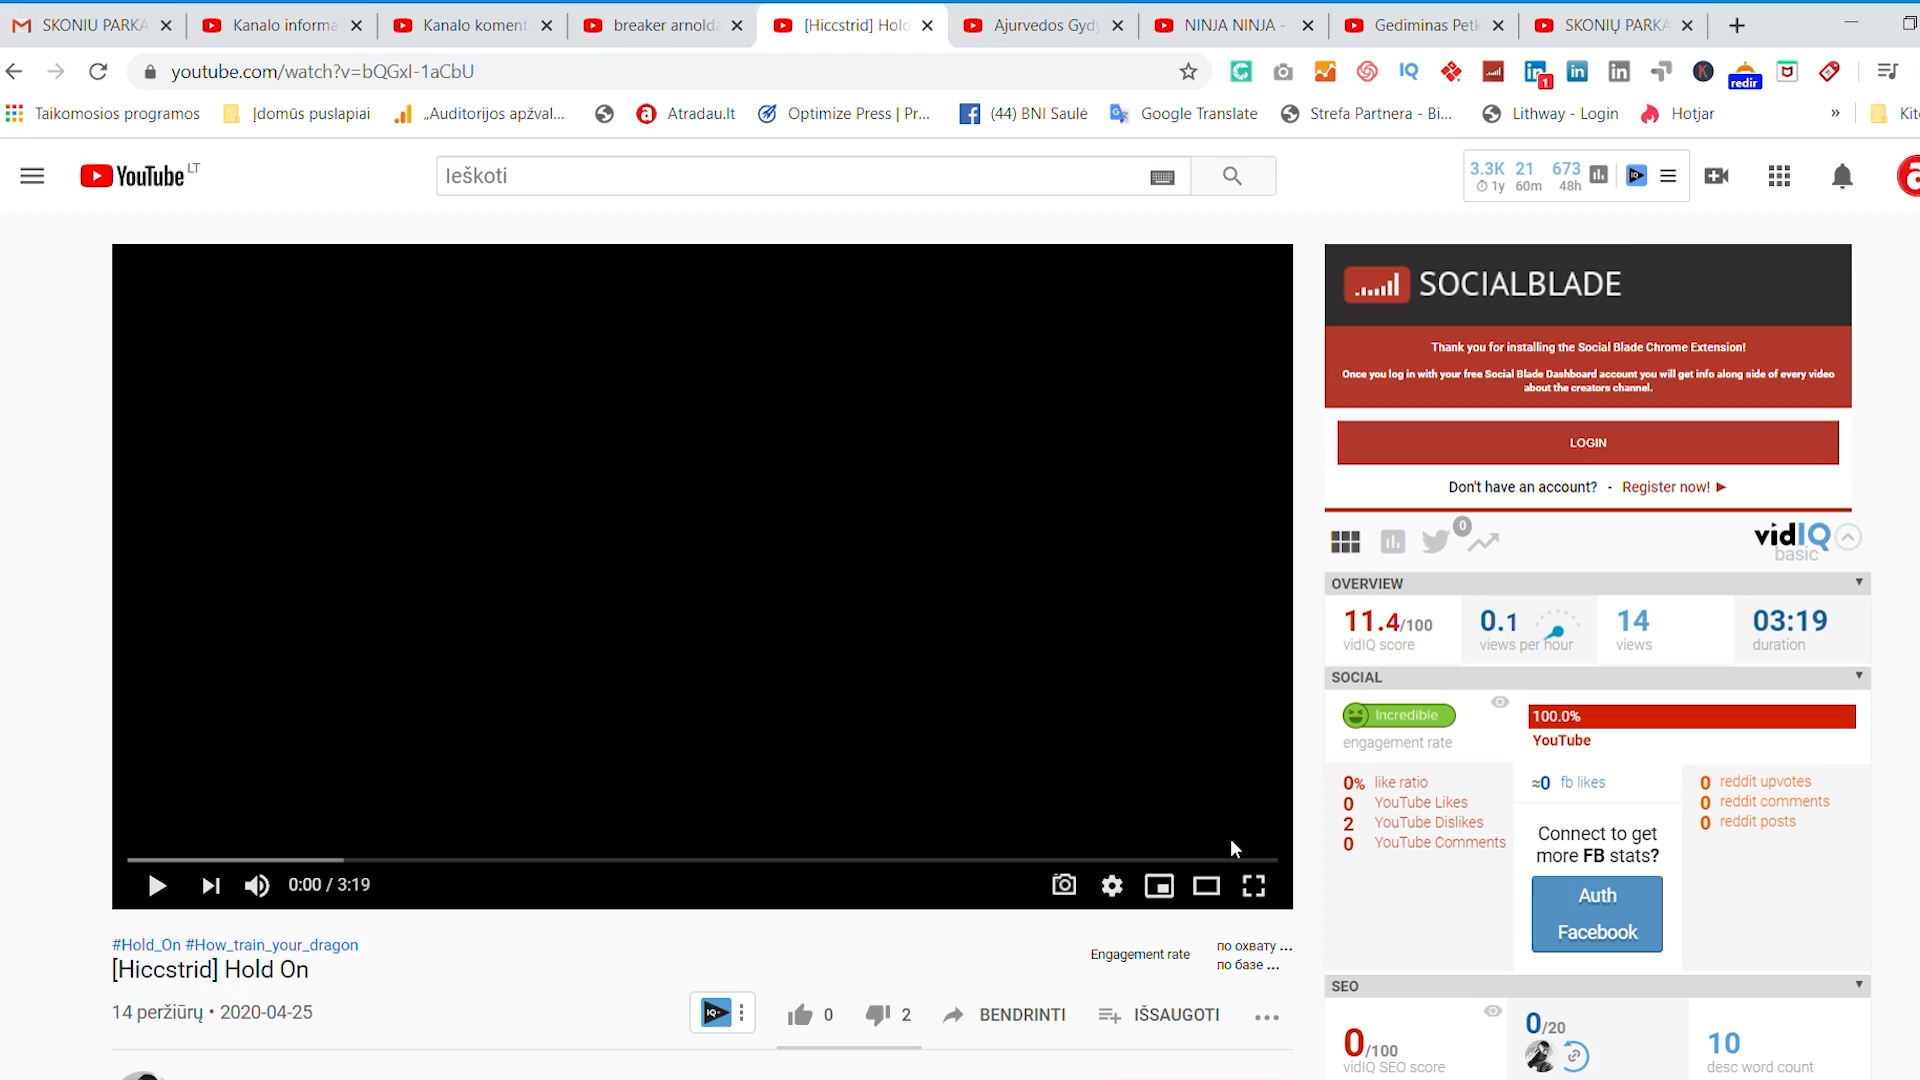 SKONIU PARKA
Kanalo informa
Kanalo koment
breaker arnold
[Hiccstrid] Hold
Ajurvedos Gydy
NINJA NINJA -
Gediminas Petk
SKONIŲ PARKA
youtube.com/watch?v=bQGxI-1aCbU
IQ
1
K
redir
Taikomosios programos
Įdomūs puslapiai
„Auditorijos apžval...
Atradau.lt
Optimize Press | Pr...
(44) BNI Saulė
Google Translate
Strefa Partnera - Bi...
Lithway - Login
Hotjar
»
Kit
YouTube LT
Ieškoti
3.3K 21 673
1y 60m 48h
SOCIALBLADE
Thank you for installing the Social Blade Chrome Extension!
Once you log in with your free Social Blade Dashboard account you will get info along side of every video
about the creators channel.
LOGIN
Don't have an account? - Register now! ►
0
vidIQ
basic
OVERVIEW
11.4/100
vidIQ score
0.1
views per hour
14
views
03:19
duration
SOCIAL
Incredible
engagement rate
100.0%
YouTube
0% like ratio
0 YouTube Likes
2 YouTube Dislikes
0 YouTube Comments
≈0 fb likes
Connect to get
more FB stats?
Auth
Facebook
0 reddit upvotes
0 reddit comments
0 reddit posts
SEO
0/100
vidIQ SEO score
0/20
10
desc word count
0:00 / 3:19
#Hold_On #How_train_your_dragon
[Hiccstrid] Hold On
14 peržiūrų • 2020-04-25
Engagement rate
по охвату ...
по базе ...
IQ
0
2
BENDRINTI
IŠSAUGOTI